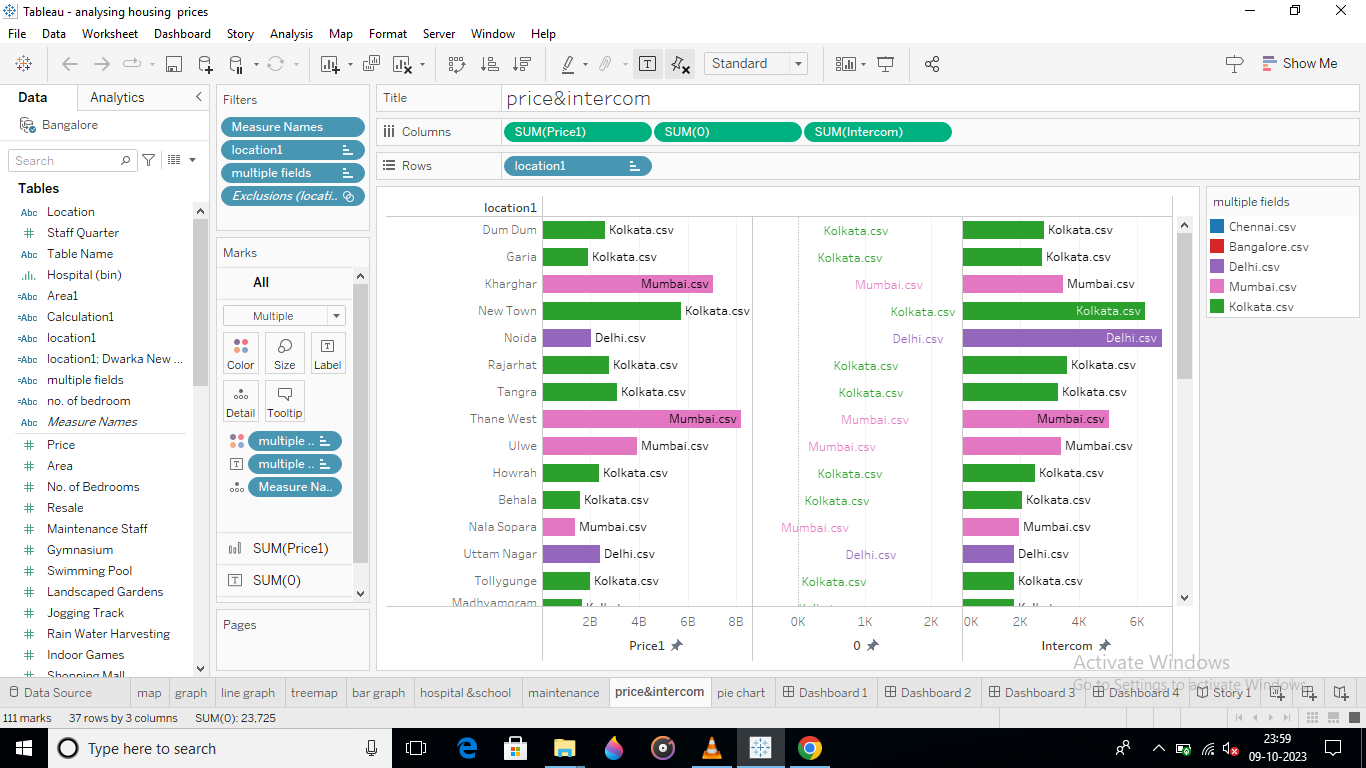 Tableau - analysing housing  prices
File Data Worksheet Dashboard Story Analysis Map Format Server Window Help
Standard
Show Me
Data Analytics
Bangalore
Search
Tables
Abc Location
# Staff Quarter
Abc Table Name
Hospital (bin)
=Abc Area1
=Abc Calculation1
=Abc location1
=Abc location1; Dwarka New ...
=Abc multiple fields
=Abc no. of bedroom
Abc Measure Names
# Price
# Area
# No. of Bedrooms
# Resale
# Maintenance Staff
# Gymnasium
# Swimming Pool
# Landscaped Gardens
# Jogging Track
# Rain Water Harvesting
# Indoor Games
# Shopping Mall
Filters
Measure Names
location1
multiple fields
Exclusions (locati..
Marks
All
Multiple
Color Size Label
Detail Tooltip
multiple ..
multiple ..
Measure Na..
SUM(Price1)
SUM(0)
Pages
Title price&intercom
Columns SUM(Price1) SUM(0) SUM(Intercom)
Rows location1
location1
Dum Dum Kolkata.csv Kolkata.csv Kolkata.csv
Garia Kolkata.csv Kolkata.csv Kolkata.csv
Kharghar Mumbai.csv Mumbai.csv Mumbai.csv
New Town Kolkata.csv Kolkata.csv Kolkata.csv
Noida Delhi.csv Delhi.csv Delhi.csv
Rajarhat Kolkata.csv Kolkata.csv Kolkata.csv
Tangra Kolkata.csv Kolkata.csv Kolkata.csv
Thane West Mumbai.csv Mumbai.csv Mumbai.csv
Ulwe Mumbai.csv Mumbai.csv Mumbai.csv
Howrah Kolkata.csv Kolkata.csv Kolkata.csv
Behala Kolkata.csv Kolkata.csv Kolkata.csv
Nala Sopara Mumbai.csv Mumbai.csv Mumbai.csv
Uttam Nagar Delhi.csv Delhi.csv Delhi.csv
Tollygunge Kolkata.csv Kolkata.csv Kolkata.csv
Madhyamgram
2B 4B 6B 8B 0K 1K 2K 0K 2K 4K 6K
Price1 0 Intercom
multiple fields
Chennai.csv
Bangalore.csv
Delhi.csv
Mumbai.csv
Kolkata.csv
Activate Windows
Go to Settings to activate Windows.
Data Source map graph line graph treemap bar graph hospital &school maintenance price&intercom pie chart Dashboard 1 Dashboard 2 Dashboard 3 Dashboard 4 Story 1
111 marks 37 rows by 3 columns SUM(0): 23,725
Type here to search
23:59
09-10-2023